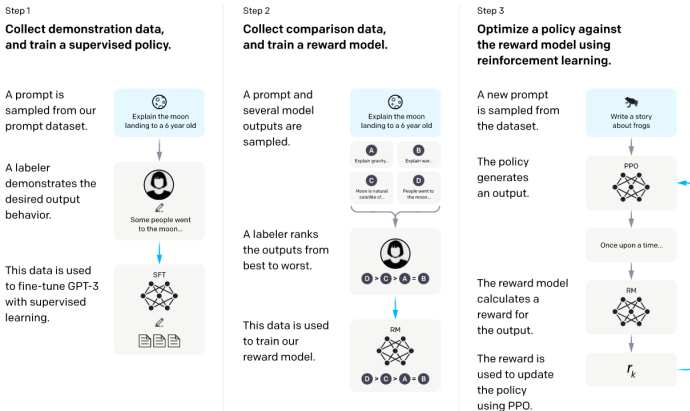 Step 1
Collect demonstration data,
and train a supervised policy.
A prompt is
sampled from our
prompt dataset.
Explain the moon
landing to a 6 year old
A labeler
demonstrates the
desired output
behavior.
Some people went
to the moon...
This data is used
to fine-tune GPT-3
with supervised
learning.
SFT
Step 2
Collect comparison data,
and train a reward model.
A prompt and
several model
outputs are
sampled.
Explain the moon
landing to a 6 year old
A
Explain gravity...
B
Explain war...
C
Moon is natural
satellite of...
D
People went to
the moon...
A labeler ranks
the outputs from
best to worst.
D > C > A = B
This data is used
to train our
reward model.
RM
D > C > A = B
Step 3
Optimize a policy against
the reward model using
reinforcement learning.
A new prompt
is sampled from
the dataset.
Write a story
about frogs
The policy
generates
an output.
PPO
Once upon a time...
The reward model
calculates a
reward for
the output.
RM
The reward is
used to update
the policy
using PPO.
rₖ